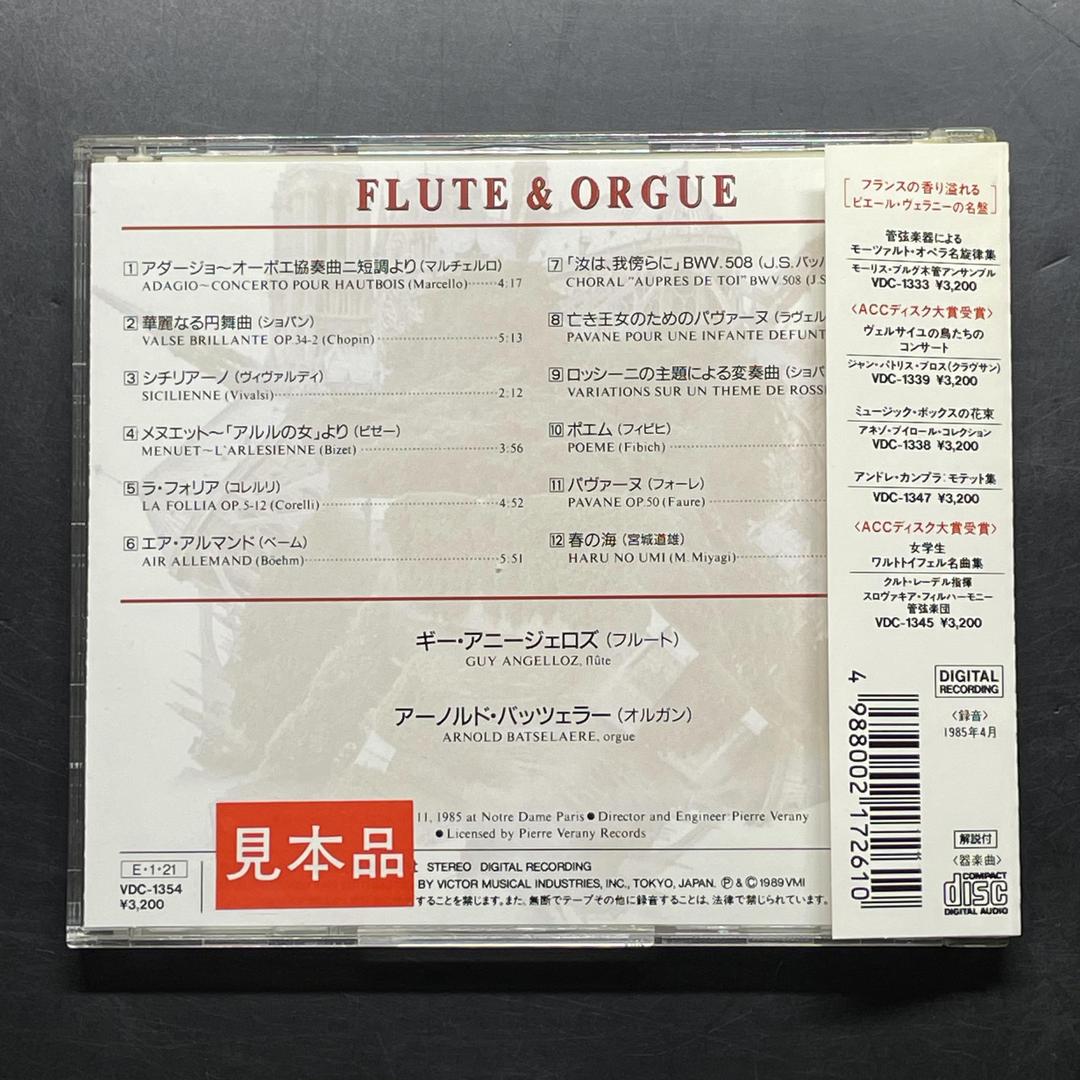 FLUTE & ORGUE
1 アダージョ~オーボエ協奏曲ニ短調より(マルチェルロ)
ADAGIO~CONCERTO POUR HAUTBOIS (Marcello)……4:17
2 華麗なる円舞曲(ショパン)
VALSE BRILLANTE OP.34-2 (Chopin)……5:13
3 シチリアーノ(ヴィヴァルディ)
SICILIENNE (Vivalsi)……2:12
4 メヌエット~「アルルの女」より(ビゼー)
MENUET~L'ARLESIENNE (Bizet)……3:56
5 ラ・フォリア(コレルリ)
LA FOLLIA OP.5-12 (Corelli)……4:52
6 エア・アルマンド(ベーム)
AIR ALLEMAND (Böehm)……5:51
7 「汝は、我傍らに」BWV.508(J.S.バッハ
CHORAL "AUPRES DE TOI" BWV.508 (J.S
8 亡き王女のためのパヴァーヌ(ラヴェル
PAVANE POUR UNE INFANTE DEFUNT
9 ロッシーニの主題による変奏曲(ショパ
VARIATIONS SUR UN THEME DE ROSS
10 ポエム(フィビヒ)
POEME (Fibich)
11 パヴァーヌ(フォーレ)
PAVANE OP.50 (Faure)
12 春の海(宮城道雄)
HARU NO UMI (M.Miyagi)
ギー・アニージェロズ(フルート)
GUY ANGELLOZ, flûte
アーノルド・バッツェラー(オルガン)
ARNOLD BATSELAERE, orgue
11, 1985 at Notre Dame Paris ● Director and Engineer: Pierre Verany
● Licensed by Pierre Verany Records
見本品
E・1・21
VDC-1354
¥3,200
STEREO DIGITAL RECORDING
BY VICTOR MUSICAL INDUSTRIES, INC., TOKYO, JAPAN. Ⓟ & Ⓒ 1989 VMI
することを禁じます。また、無断でテープその他に録音することは、法律で禁じられています。
フランスの香り溢れる
ピエール・ヴェラニーの名盤
管弦楽器による
モーツァルト・オペラ名旋律集
モーリス・ブルグ木管アンサンブル
VDC-1333 ¥3,200
〈ACCディスク大賞受賞〉
ヴェルサイユの鳥たちの
コンサート
ジャン・パトリス・ブロス(クラヴサン)
VDC-1339 ¥3,200
ミュージック・ボックスの花束
アネゾ・ブイロール・コレクション
VDC-1338 ¥3,200
アンドレ・カンプラ:モテット集
VDC-1347 ¥3,200
〈ACCディスク大賞受賞〉
女学生
ワルトトイフェル名曲集
クルト・レーデル指揮
スロヴァキア・フィルハーモニー
管弦楽団
VDC-1345 ¥3,200
DIGITAL
RECORDING
〈録音〉
1985年4月
4 988002 172610
解説付
〈器楽曲〉
COMPACT
disc
DIGITAL AUDIO